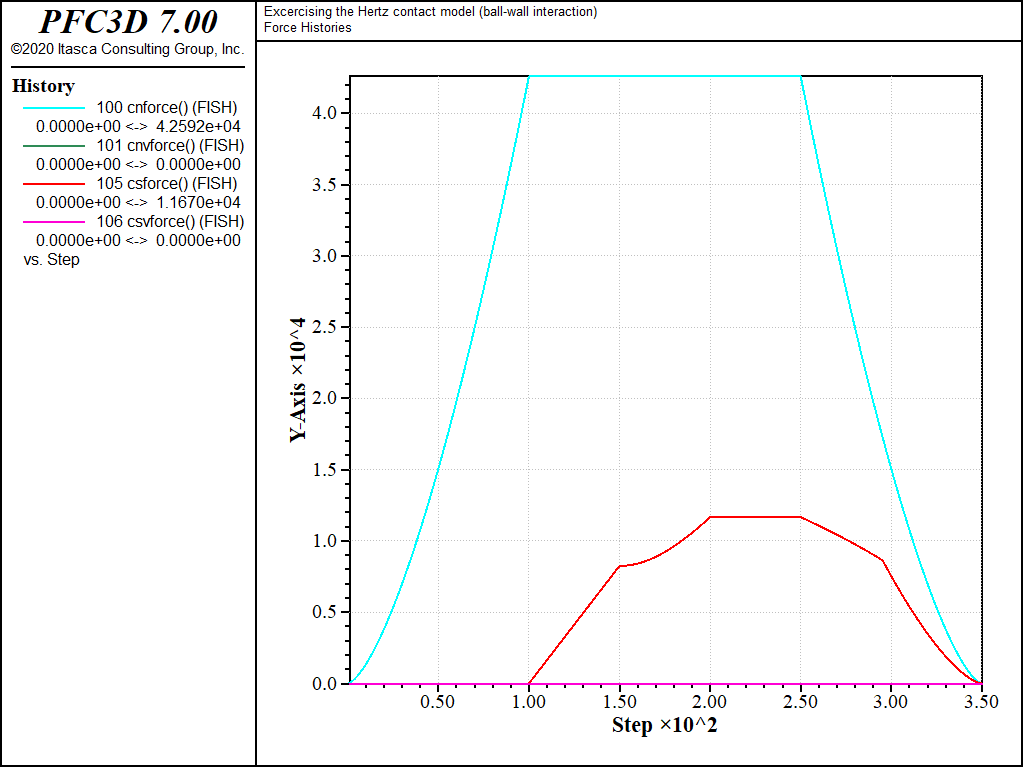 PFC3D 7.00
©2020 Itasca Consulting Group, Inc.
Excercising the Hertz contact model (ball-wall interaction)
Force Histories
History
100 cnforce() (FISH)
0.0000e+00 <-> 4.2592e+04
101 cnvforce() (FISH)
0.0000e+00 <-> 0.0000e+00
105 csforce() (FISH)
0.0000e+00 <-> 1.1670e+04
106 csvforce() (FISH)
0.0000e+00 <-> 0.0000e+00
vs. Step
Y-Axis ×10^4
4.0
3.5
3.0
2.5
2.0
1.5
1.0
0.5
0.0
0.50 1.00 1.50 2.00 2.50 3.00 3.50
Step ×10^2